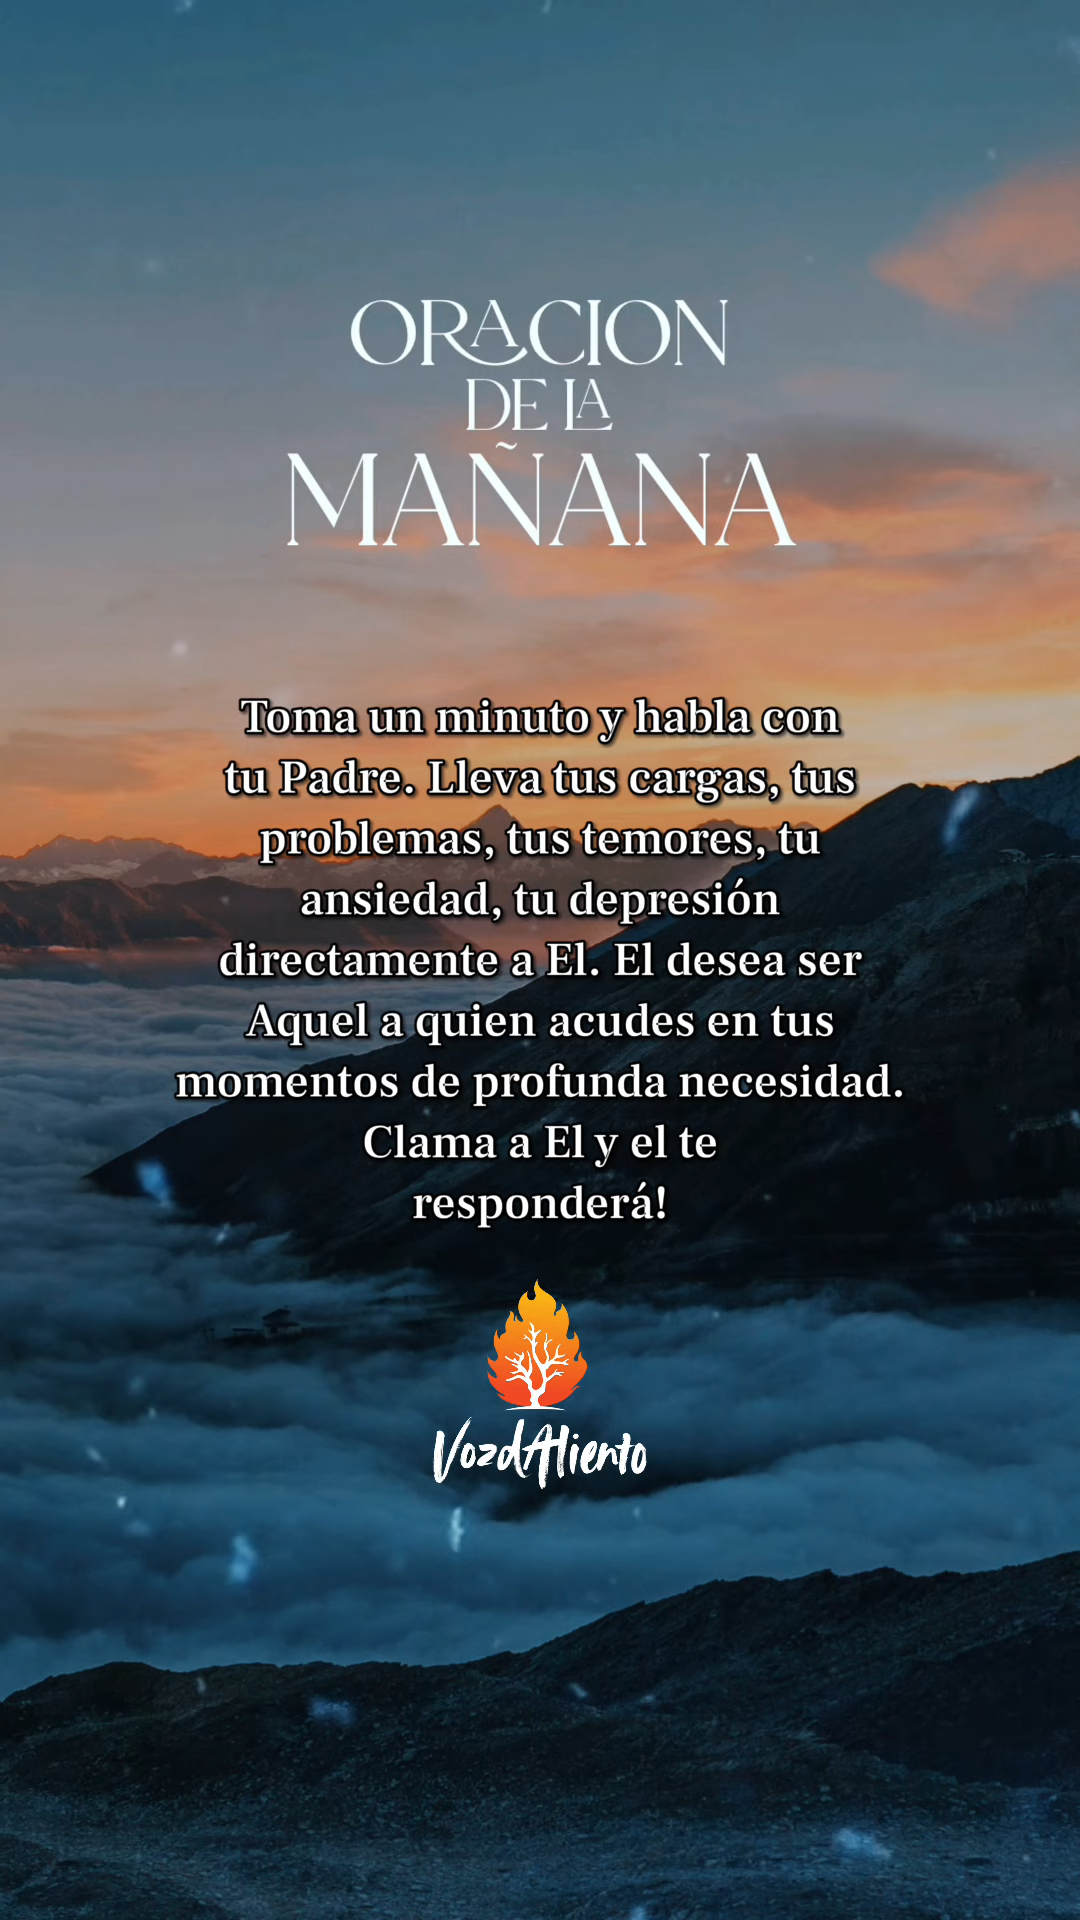 ORACION
DE LA
MAÑANA
Toma un minuto y habla con
tu Padre. Lleva tus cargas, tus
problemas, tus temores, tu
ansiedad, tu depresión
directamente a El. El desea ser
Aquel a quien acudes en tus
momentos de profunda necesidad.
Clama a El y el te
responderá!
VozdAliento